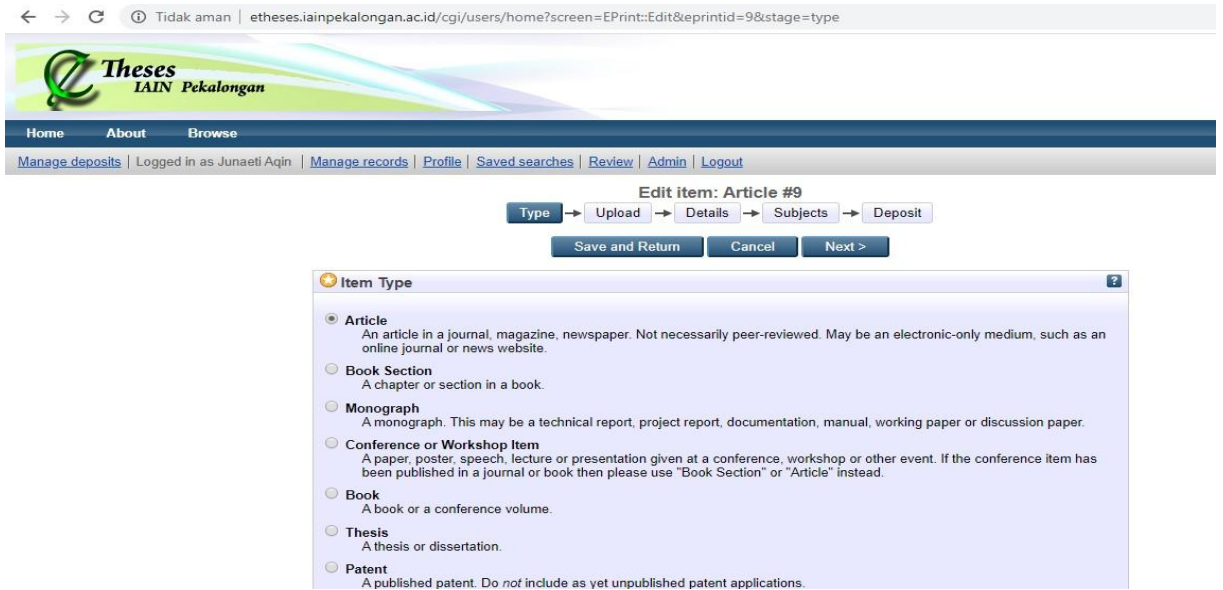 Tidak aman | etheses.iainpekalongan.ac.id/cgi/users/home?screen=EPrint::Edit&eprintid=9&stage=type
Theses
IAIN Pekalongan
Home About Browse
Manage deposits | Logged in as Junaeti Aqin | Manage records | Profile | Saved searches | Review | Admin | Logout
Edit item: Article #9
Type Upload Details Subjects Deposit
Save and Return Cancel Next >
Item Type ?
Article
An article in a journal, magazine, newspaper. Not necessarily peer-reviewed. May be an electronic-only medium, such as an
online journal or news website.
Book Section
A chapter or section in a book.
Monograph
A monograph. This may be a technical report, project report, documentation, manual, working paper or discussion paper.
Conference or Workshop Item
A paper, poster, speech, lecture or presentation given at a conference, workshop or other event. If the conference item has
been published in a journal or book then please use "Book Section" or "Article" instead.
Book
A book or a conference volume.
Thesis
A thesis or dissertation.
Patent
A published patent. Do not include as yet unpublished patent applications.